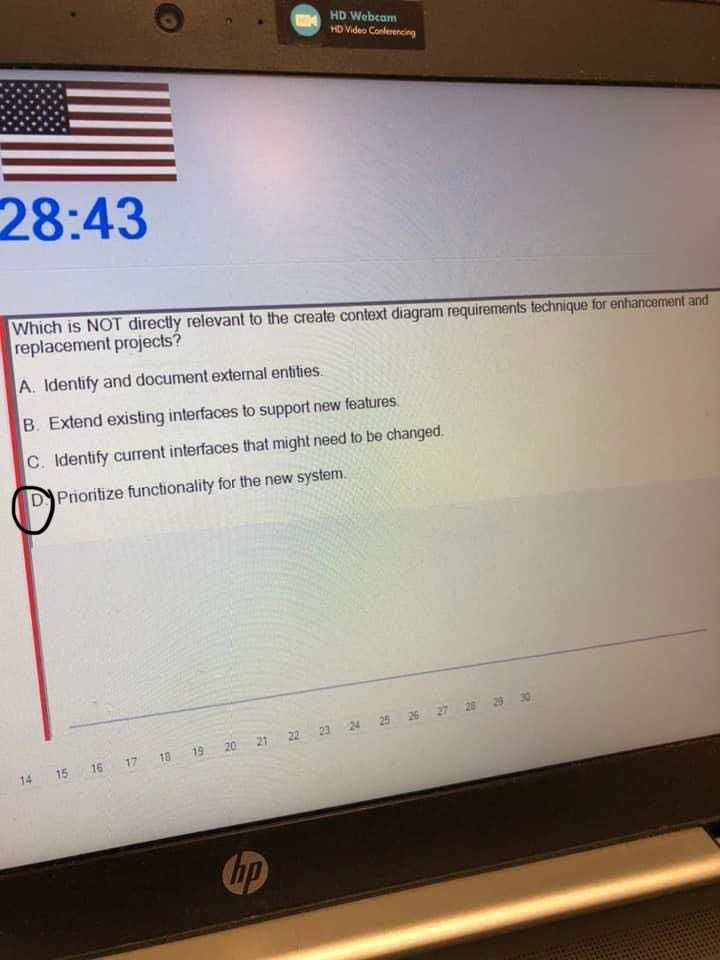 HD Webcam
HD Video Conferencing
28:43
Which is NOT directly relevant to the create context diagram requirements technique for enhancement and
replacement projects?
A. Identify and document external entities.
B. Extend existing interfaces to support new features.
C. Identify current interfaces that might need to be changed.
D. Prioritize functionality for the new system.
14 15 16 17 18 19 20 21 22 23 24 25 26 27 28 29 30
hp